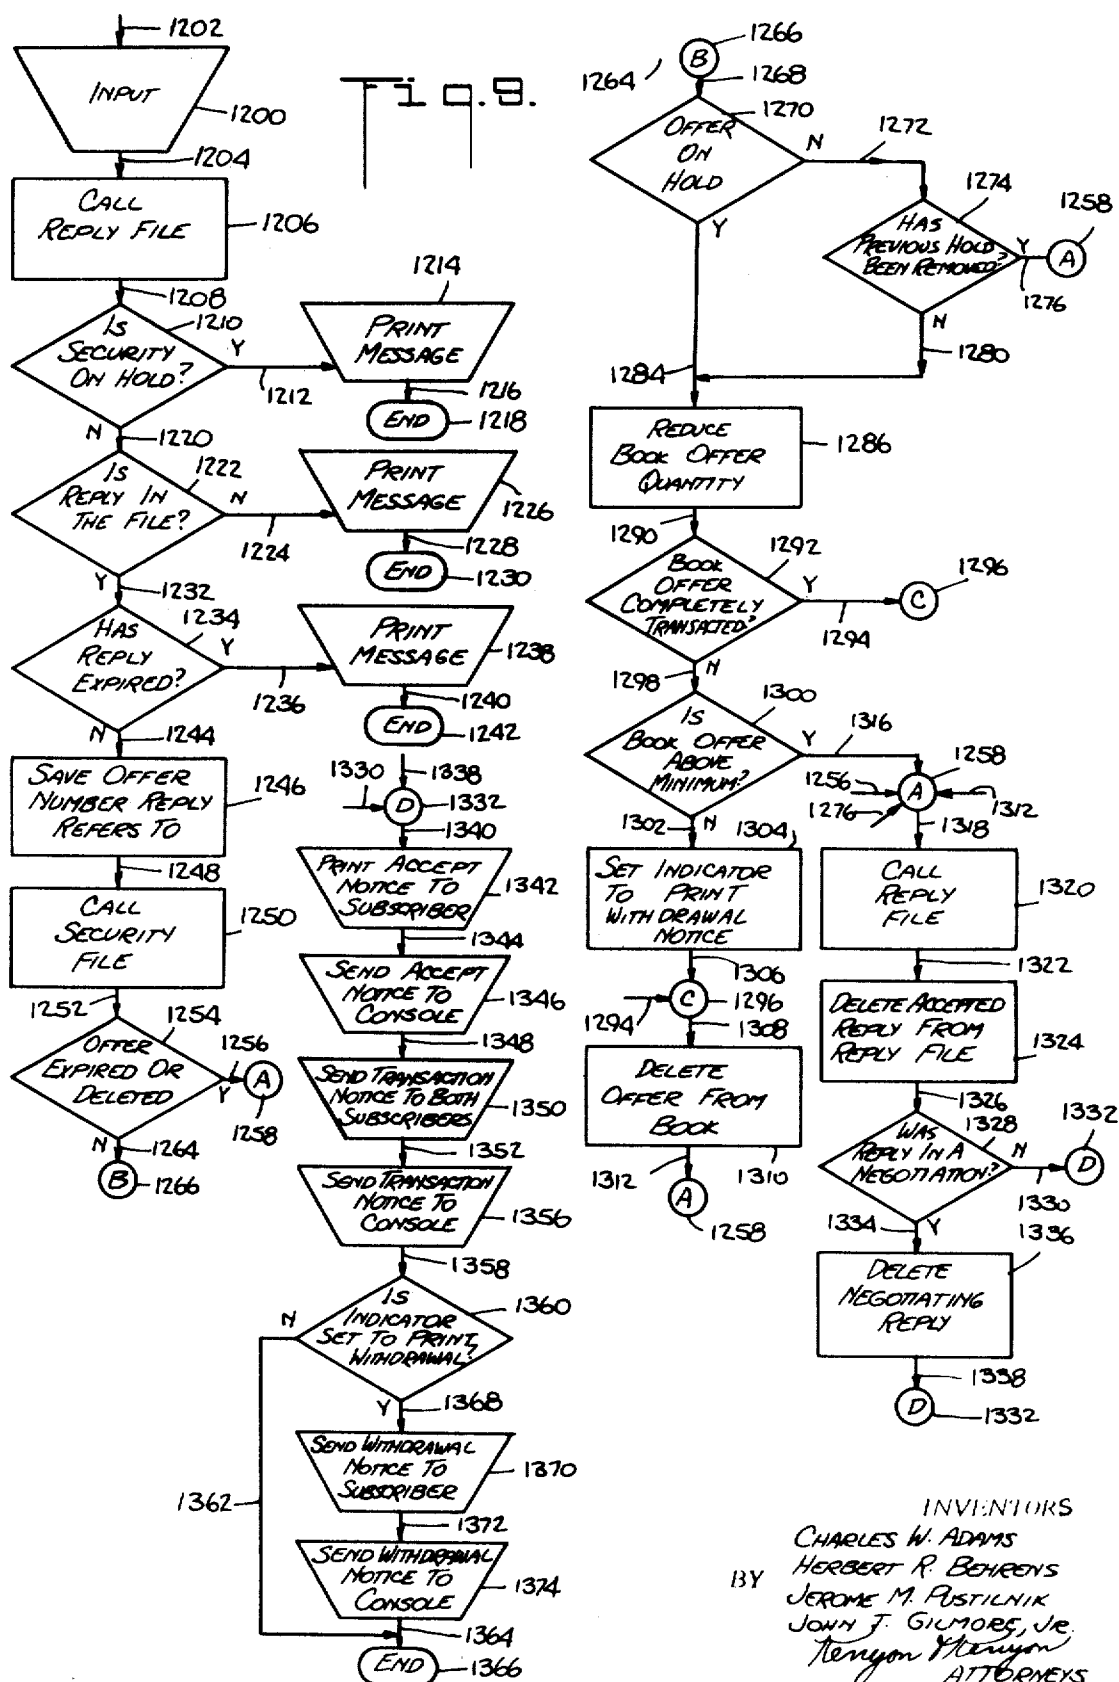 1202
INPUT
1200
1204
CALL
REPLY FILE
1206
1208
IS
SECURITY
ON HOLD?
1210
Y
1212
1214
PRINT
MESSAGE
1216
END
1218
N
1220
IS
REPLY IN
THE FILE?
1222
N
1224
PRINT
MESSAGE
1226
1228
END
1230
Y
1232
HAS
REPLY
EXPIRED?
1234
Y
1236
PRINT
MESSAGE
1238
1240
END
1242
N
1244
SAVE OFFER
NUMBER REPLY
REFERS TO
1246
1248
CALL
SECURITY
FILE
1250
1252
OFFER
EXPIRED OR
DELETED
1254
1256
Y
A
1258
N
1264
B
1266
Fig. 9.
1330
1338
D
1332
1340
PRINT ACCEPT
NOTICE TO
SUBSCRIBER
1342
1344
SEND ACCEPT
NOTICE TO
CONSOLE
1346
1348
SEND TRANSACTION
NOTICE TO BOTH
SUBSCRIBERS
1350
1352
SEND TRANSACTION
NOTICE TO
CONSOLE
1356
1358
IS
INDICATOR
SET TO PRINT
WITHDRAWAL?
1360
N
Y
1368
SEND WITHDRAWAL
NOTICE TO
SUBSCRIBER
1370
1362
1372
SEND WITHDRAWAL
NOTICE TO
CONSOLE
1374
1364
END
1366
B
1266
1264
1268
OFFER
ON
HOLD
1270
N
1272
Y
1274
HAS
PREVIOUS HOLD
BEEN REMOVED?
Y
1276
A
1258
N
1280
1284
REDUCE
BOOK OFFER
QUANTITY
1286
1290
BOOK
OFFER
COMPLETELY
TRANSACTED?
1292
Y
1294
C
1296
N
1298
IS
BOOK OFFER
ABOVE
MINIMUM?
1300
Y
1316
1302
N
1304
SET INDICATOR
TO PRINT
WITHDRAWAL
NOTICE
1306
C
1296
1294
1308
DELETE
OFFER FROM
BOOK
1310
1312
A
1258
1258
1256
A
1276
1312
1318
CALL
REPLY
FILE
1320
1322
DELETE ACCEPTED
REPLY FROM
REPLY FILE
1324
1326
WAS
REPLY IN A
NEGOTIATION?
1328
N
1330
D
1332
1334
Y
1336
DELETE
NEGOTIATING
REPLY
1338
D
1332
INVENTORS
CHARLES W. ADAMS
BY HERBERT R. BEHRENS
JEROME M. PUSTILNIK
JOHN F. GILMORE, JR.
Kenyon & Kenyon
ATTORNEYS